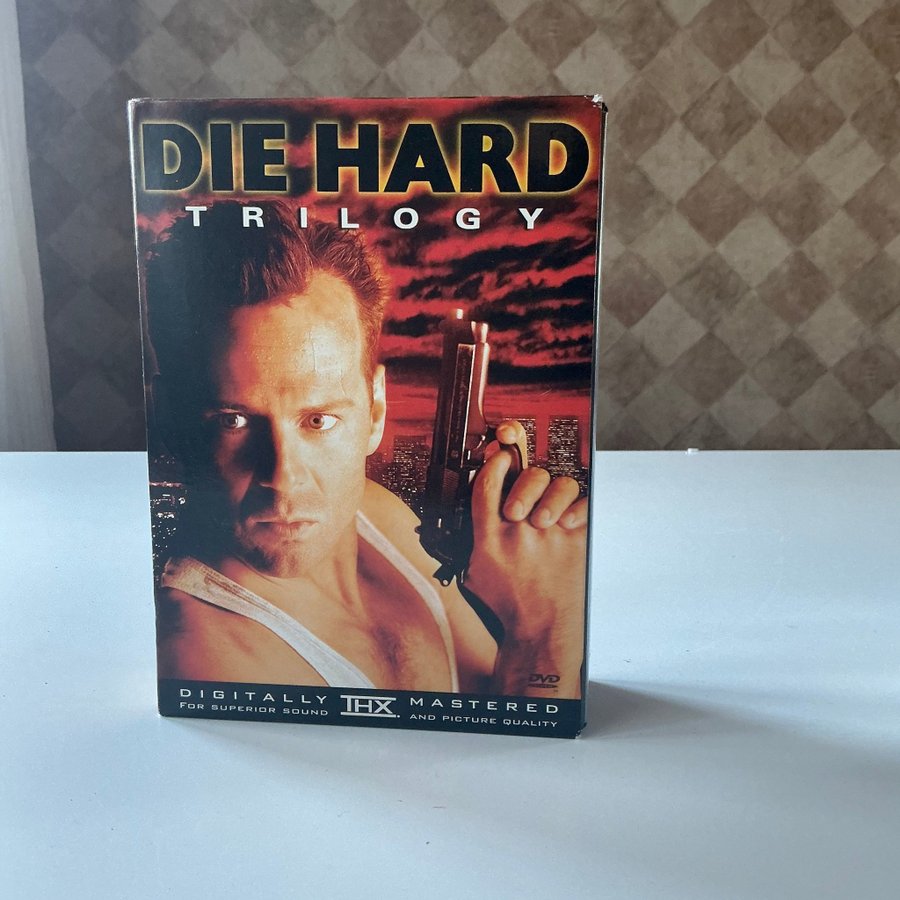 DIE HARD
TRILOGY
DVD
DIGITALLY THX MASTERED
FOR SUPERIOR SOUND AND PICTURE QUALITY